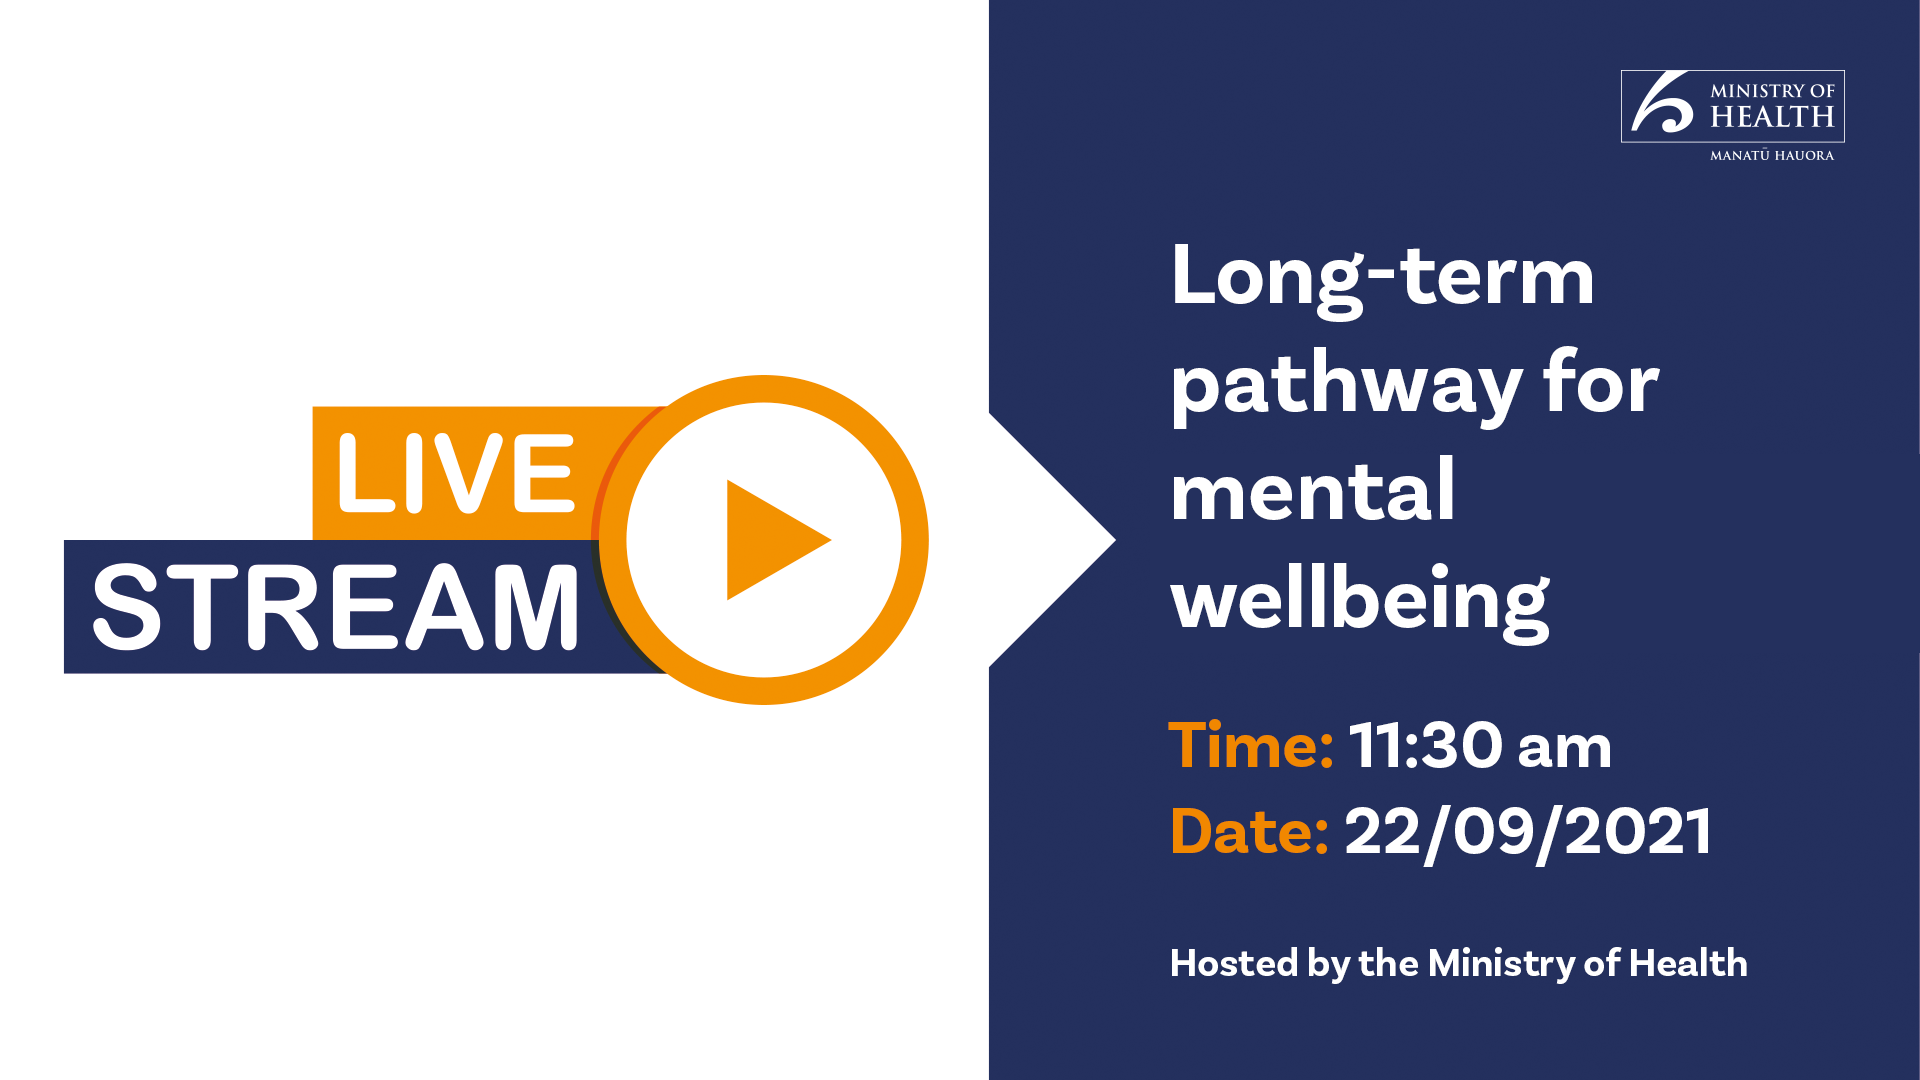 LIVE
STREAM
MINISTRY OF
HEALTH
MANATŪ HAUORA
Long-term
pathway for
mental
wellbeing
Time: 11:30 am
Date: 22/09/2021
Hosted by the Ministry of Health